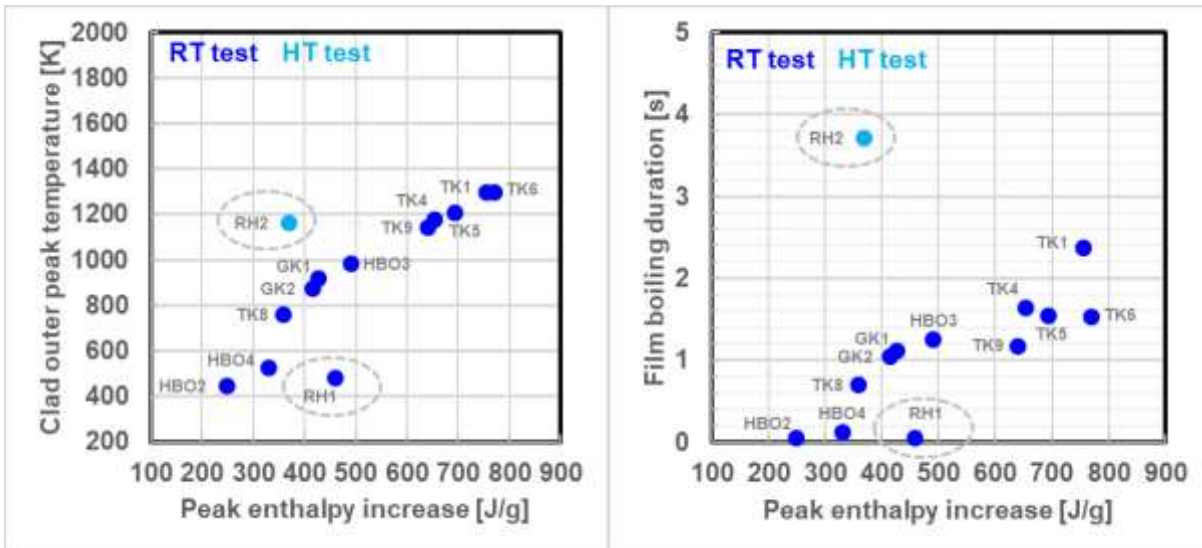 2000
1800
1600
1400
1200
1000
800
600
400
200
Clad outer peak temperature [K]
RT test HT test
TK1
TK6
TK4
TK9
TK5
RH2
HBO3
GK1
GK2
TK8
HBO4
HBO2
RH1
100 200 300 400 500 600 700 800 900
Peak enthalpy increase [J/g]
5
4
3
2
1
0
Film boiling duration [s]
RT test HT test
RH2
TK1
TK4
TK5
TK6
HBO3
TK9
GK1
GK2
TK8
HBO2
HBO4
RH1
100 200 300 400 500 600 700 800 900
Peak enthalpy increase [J/g]